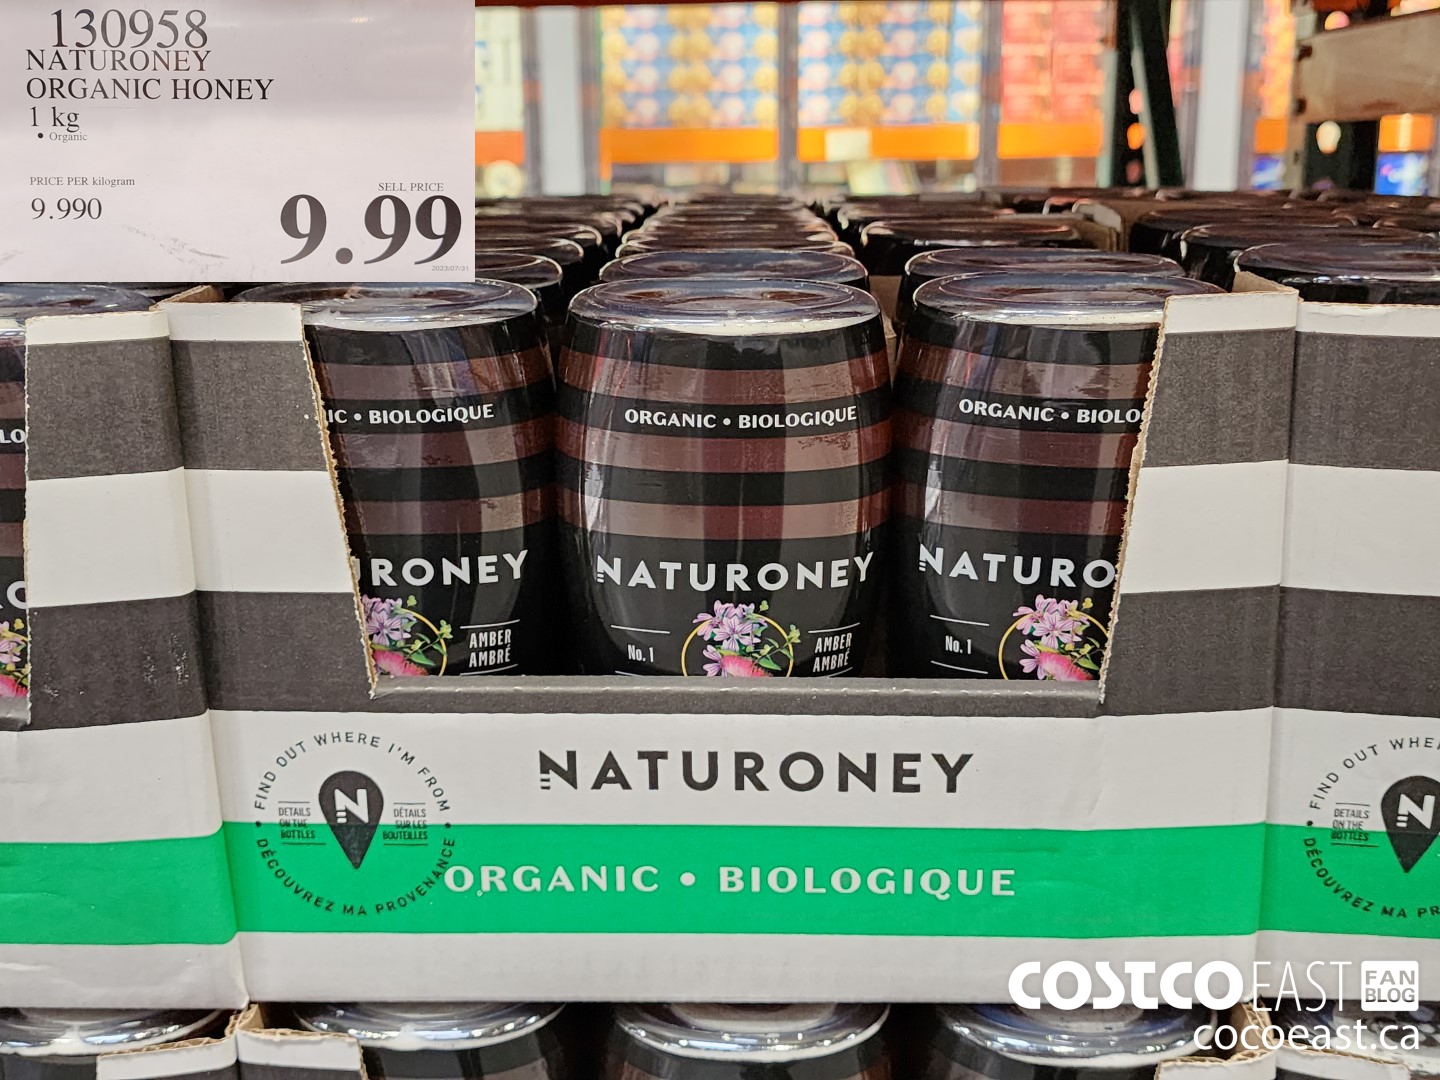 130958
NATURONEY
ORGANIC HONEY
1 kg
• Organic
PRICE PER kilogram
9.990
SELL PRICE
9.99
2023/07/31
IC • BIOLOGIQUE
ORGANIC • BIOLOGIQUE
ORGANIC • BIOLO
LO
RONEY
NATURONEY
NATURO
AMBER
AMBRÉ
No. 1
AMBER
AMBRÉ
No. 1
FIND OUT WHERE I'M FROM
DETAILS
ON THE
BOTTLES
N
DÉTAILS
SUR LES
BOUTEILLES
DÉCOUVREZ MA PROVENANCE
NATURONEY
ORGANIC • BIOLOGIQUE
FIND OUT WHE
DETAILS
ON THE
BOTTLES
N
DÉCOUVREZ MA PR
COSTCO EAST FAN BLOG
cocoeast.ca